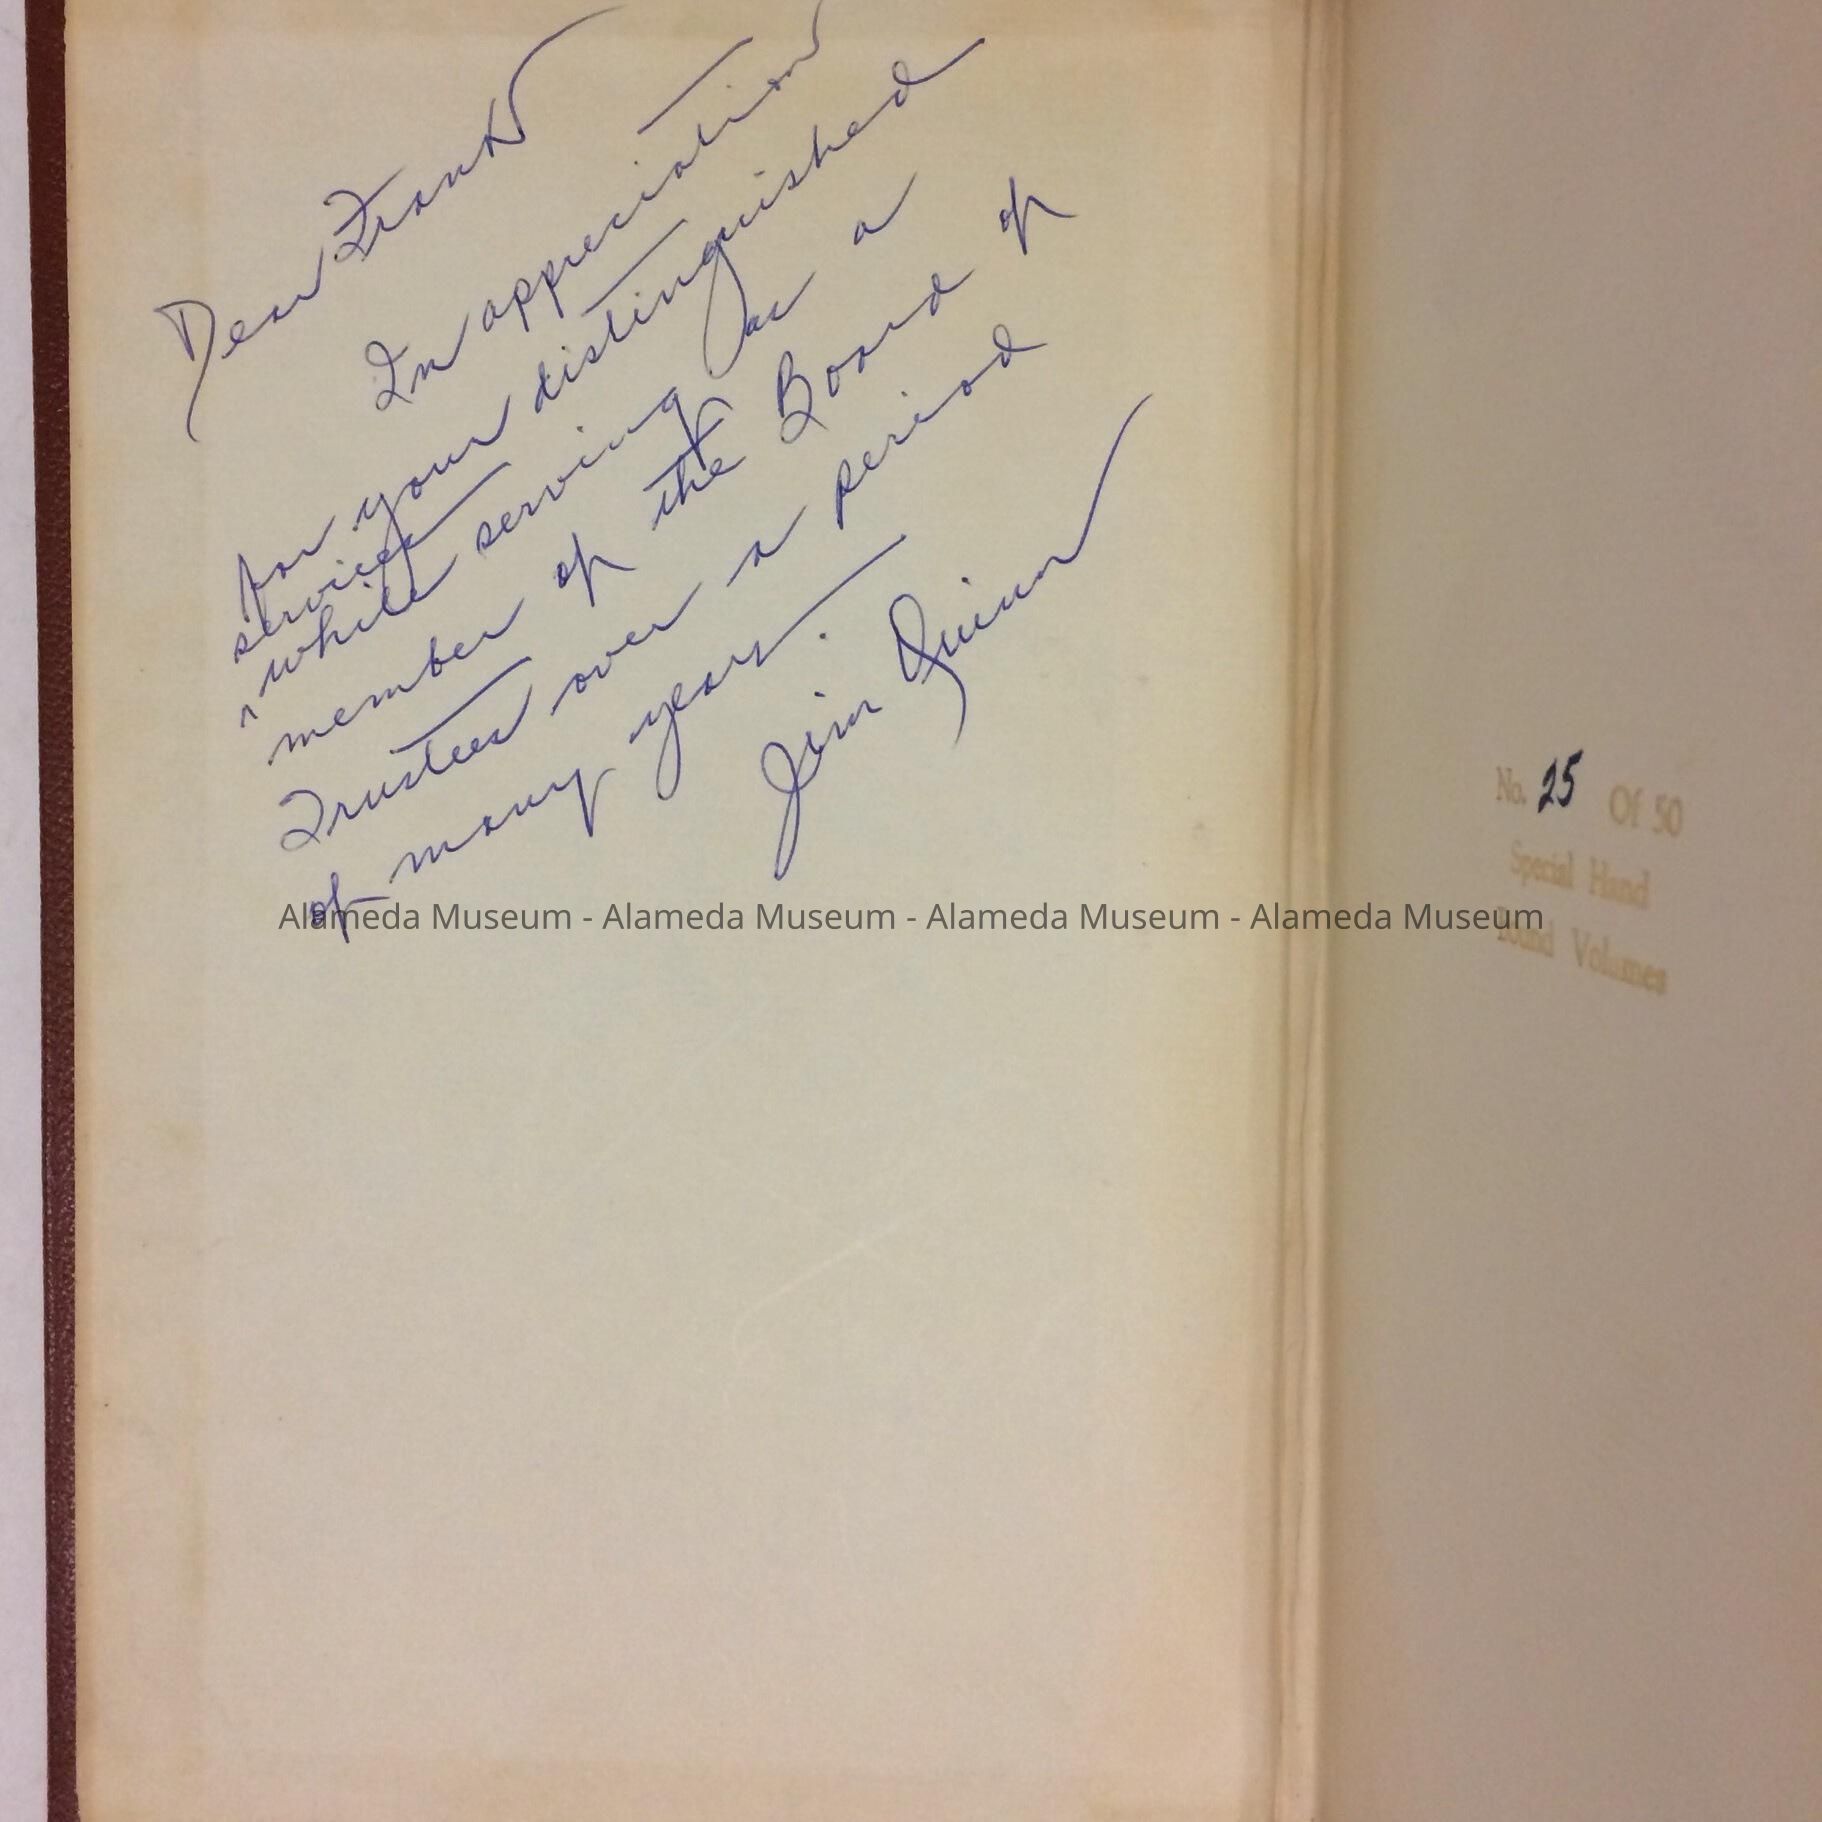 Dear Frank
In appreciation
for your distinguished
services
^ while serving as a
member of the Board of
Trustees over a period
of many years.
Jim Quinn
No. 25 Of 50
Special Hand
Bound Volumes
Alameda Museum - Alameda Museum - Alameda Museum - Alameda Museum